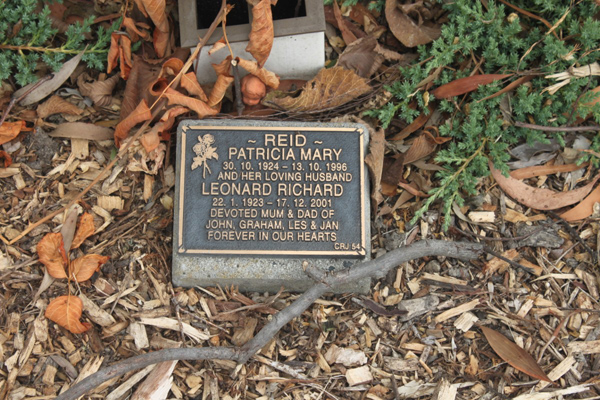 ~ REID ~
PATRICIA MARY
30. 10. 1924 - 13. 10. 1996
AND HER LOVING HUSBAND
LEONARD RICHARD
22. 1. 1923 - 17. 12. 2001
DEVOTED MUM & DAD OF
JOHN, GRAHAM, LES & JAN
FOREVER IN OUR HEARTS
CRJ 54